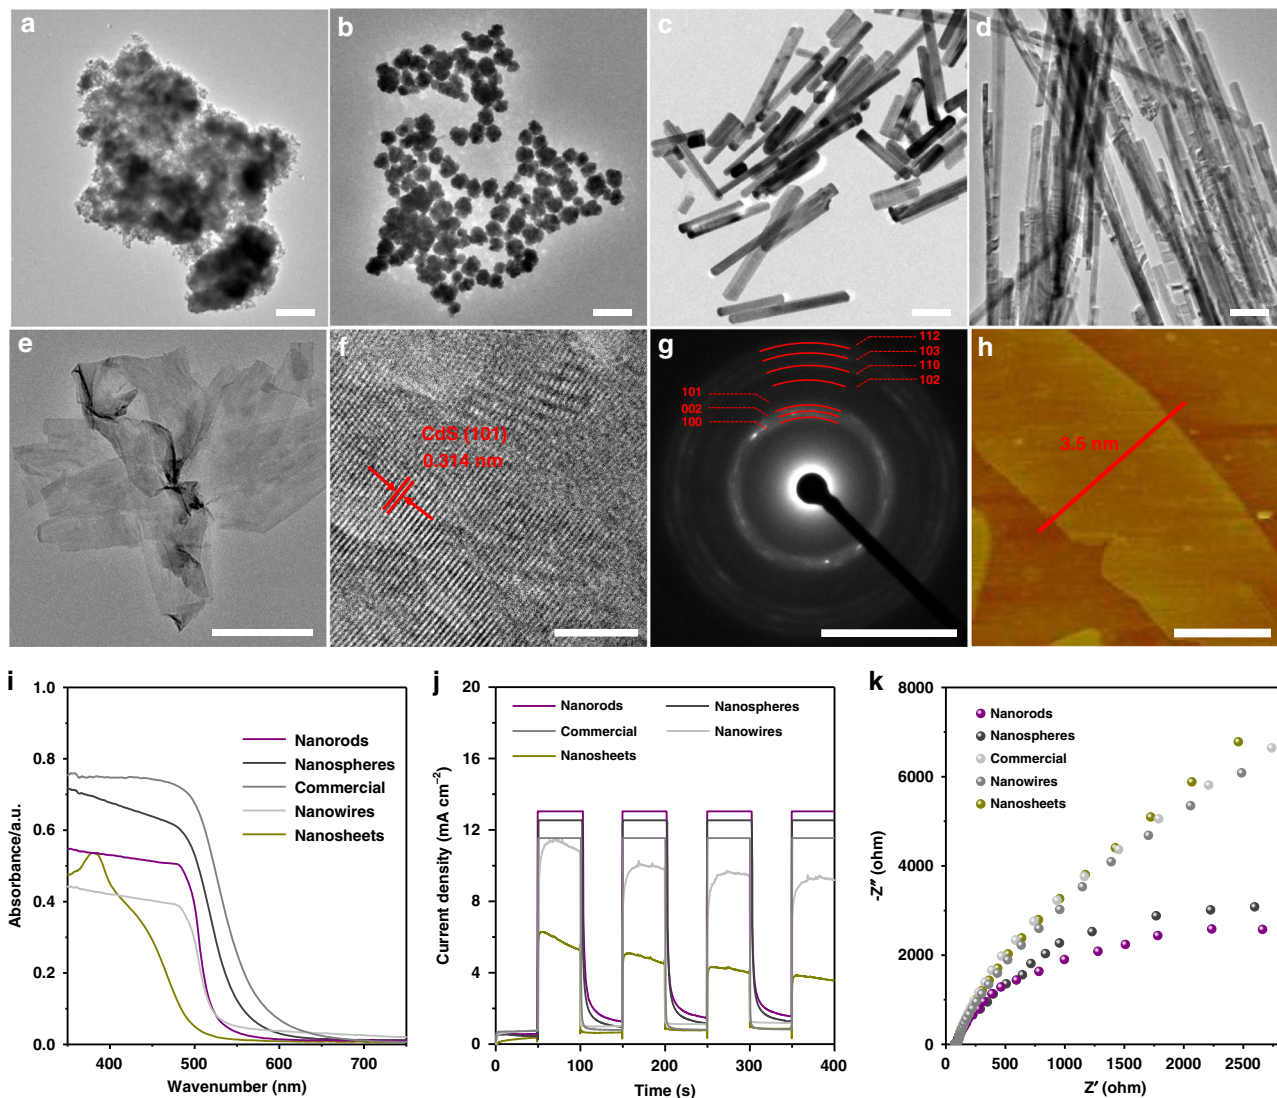 a
b
c
d
e
f
CdS (101)
0.314 nm
g
112
103
110
102
101
002
100
h
3.5 nm
i
1.0
0.8
0.6
0.4
0.2
0.0
Absorbance/a.u.
Nanorods
Nanospheres
Commercial
Nanowires
Nanosheets
400
500
600
700
Wavenumber (nm)
j
20
16
12
8
4
0
Current density (mA cm⁻²)
Nanorods
Nanospheres
Commercial
Nanowires
Nanosheets
0
100
200
300
400
Time (s)
k
8000
6000
4000
2000
0
-Z″ (ohm)
Nanorods
Nanospheres
Commercial
Nanowires
Nanosheets
0
500
1000
1500
2000
2500
Z′ (ohm)